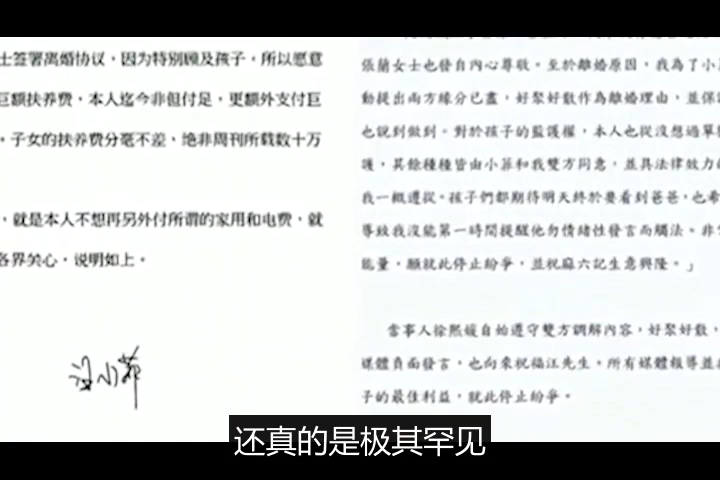 士签署离婚协议，因为特别顾及孩子，所以愿意
巨额扶养费，本人迄今非但付足，更额外支付巨
，子女的扶养费分毫不差、绝非周刊所载数十万
，就是本人不想再另外付所谓的家用和电费，就
各界关心，说明如上。
汪小菲
張蘭女士也發自內心尊敬。至於離婚原因，我為了小
動提出兩方緣分已盡，好聚好散作為離婚理由，並保
也說到做到。對於孩子的監護權，本人也從沒想過單
護，其餘種種皆由小菲和我雙方同意，並具法律效力
我一概遵從。孩子們都期待明天終於要看到爸爸，也希
導致我沒能第一時間提醒他勿情緒性發言而觸法。非
能量，願就此停止紛爭，並祝麻六記生意興隆。」
當事人徐熙媛自始遵守雙方調解內容，好聚好散，
媒體負面發言，也向來祝福汪先生。所有媒體報導並
子的最佳利益，就此停止紛爭。
还真的是极其罕见